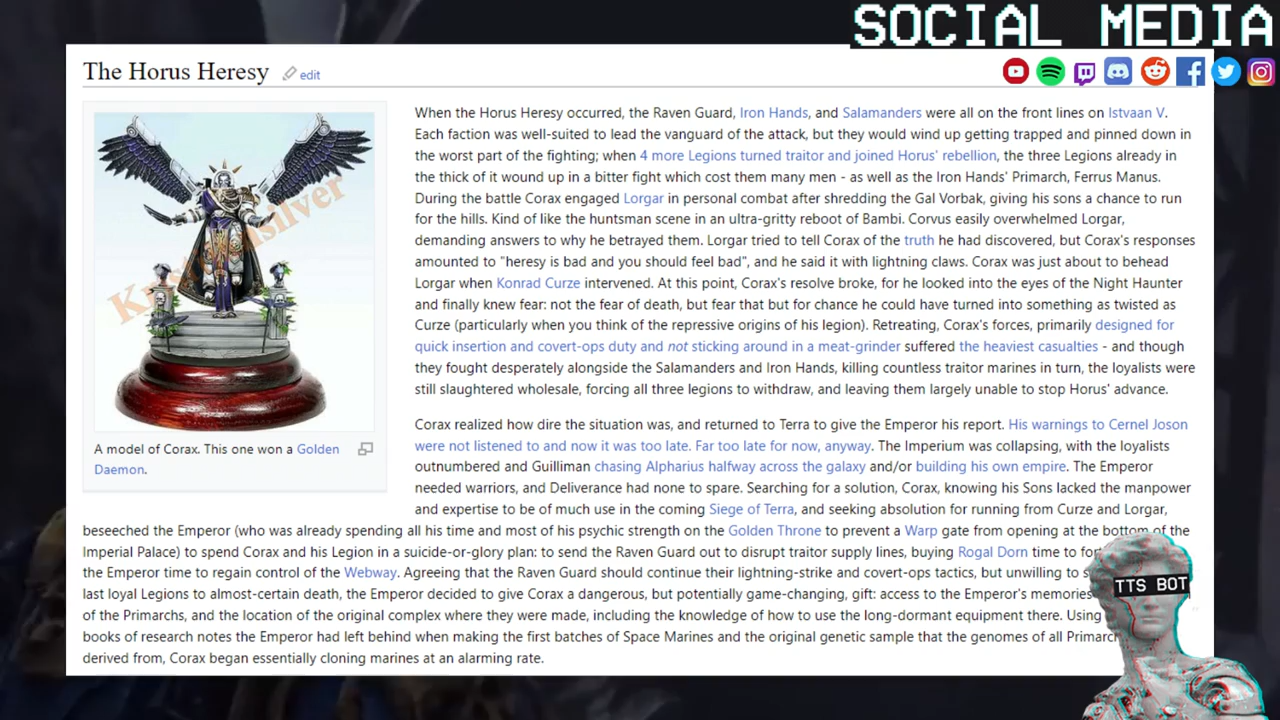 SOCIAL MEDIA
The Horus Heresy edit
When the Horus Heresy occurred, the Raven Guard, Iron Hands, and Salamanders were all on the front lines on Istvaan V.
Each faction was well-suited to lead the vanguard of the attack, but they would wind up getting trapped and pinned down in
the worst part of the fighting; when 4 more Legions turned traitor and joined Horus' rebellion, the three Legions already in
the thick of it wound up in a bitter fight which cost them many men - as well as the Iron Hands' Primarch, Ferrus Manus.
During the battle Corax engaged Lorgar in personal combat after shredding the Gal Vorbak, giving his sons a chance to run
for the hills. Kind of like the huntsman scene in an ultra-gritty reboot of Bambi. Corvus easily overwhelmed Lorgar,
demanding answers to why he betrayed them. Lorgar tried to tell Corax of the truth he had discovered, but Corax's responses
amounted to "heresy is bad and you should feel bad", and he said it with lightning claws. Corax was just about to behead
Lorgar when Konrad Curze intervened. At this point, Corax's resolve broke, for he looked into the eyes of the Night Haunter
and finally knew fear: not the fear of death, but fear that but for chance he could have turned into something as twisted as
Curze (particularly when you think of the repressive origins of his legion). Retreating, Corax's forces, primarily designed for
quick insertion and covert-ops duty and not sticking around in a meat-grinder suffered the heaviest casualties - and though
they fought desperately alongside the Salamanders and Iron Hands, killing countless traitor marines in turn, the loyalists were
still slaughtered wholesale, forcing all three legions to withdraw, and leaving them largely unable to stop Horus' advance.
A model of Corax. This one won a Golden
Daemon.
Corax realized how dire the situation was, and returned to Terra to give the Emperor his report. His warnings to Cernel Joson
were not listened to and now it was too late. Far too late for now, anyway. The Imperium was collapsing, with the loyalists
outnumbered and Guilliman chasing Alpharius halfway across the galaxy and/or building his own empire. The Emperor
needed warriors, and Deliverance had none to spare. Searching for a solution, Corax, knowing his Sons lacked the manpower
and expertise to be of much use in the coming Siege of Terra, and seeking absolution for running from Curze and Lorgar,
beseeched the Emperor (who was already spending all his time and most of his psychic strength on the Golden Throne to prevent a Warp gate from opening at the bottom of the
Imperial Palace) to spend Corax and his Legion in a suicide-or-glory plan: to send the Raven Guard out to disrupt traitor supply lines, buying Rogal Dorn time to
the Emperor time to regain control of the Webway. Agreeing that the Raven Guard should continue their lightning-strike and covert-ops tactics, but unwilling to
last loyal Legions to almost-certain death, the Emperor decided to give Corax a dangerous, but potentially game-changing, gift: access to the Emperor's memories
of the Primarchs, and the location of the original complex where they were made, including the knowledge of how to use the long-dormant equipment there. Using
books of research notes the Emperor had left behind when making the first batches of Space Marines and the original genetic sample that the genomes of all
derived from, Corax began essentially cloning marines at an alarming rate.
TTS BOT